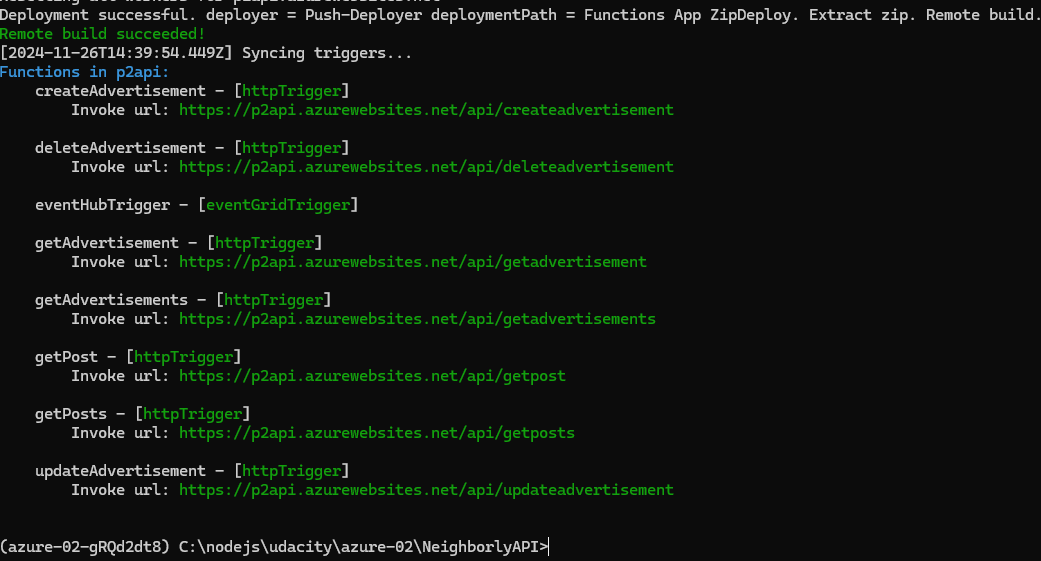 Deployment successful. deployer = Push-Deployer deploymentPath = Functions App ZipDeploy. Extract zip. Remote build.
Remote build succeeded!
[2024-11-26T14:39:54.449Z] Syncing triggers...
Functions in p2api:
createAdvertisement - [httpTrigger]
Invoke url: https://p2api.azurewebsites.net/api/createadvertisement
deleteAdvertisement - [httpTrigger]
Invoke url: https://p2api.azurewebsites.net/api/deleteadvertisement
eventHubTrigger - [eventGridTrigger]
getAdvertisement - [httpTrigger]
Invoke url: https://p2api.azurewebsites.net/api/getadvertisement
getAdvertisements - [httpTrigger]
Invoke url: https://p2api.azurewebsites.net/api/getadvertisements
getPost - [httpTrigger]
Invoke url: https://p2api.azurewebsites.net/api/getpost
getPosts - [httpTrigger]
Invoke url: https://p2api.azurewebsites.net/api/getposts
updateAdvertisement - [httpTrigger]
Invoke url: https://p2api.azurewebsites.net/api/updateadvertisement
(azure-02-gRQd2dt8) C:\nodejs\udacity\azure-02\NeighborlyAPI>